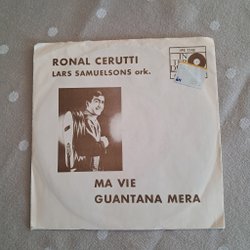 RONAL CERUTTI
LARS SAMUELSONS ork.
MA VIE
GUANTANA MERA